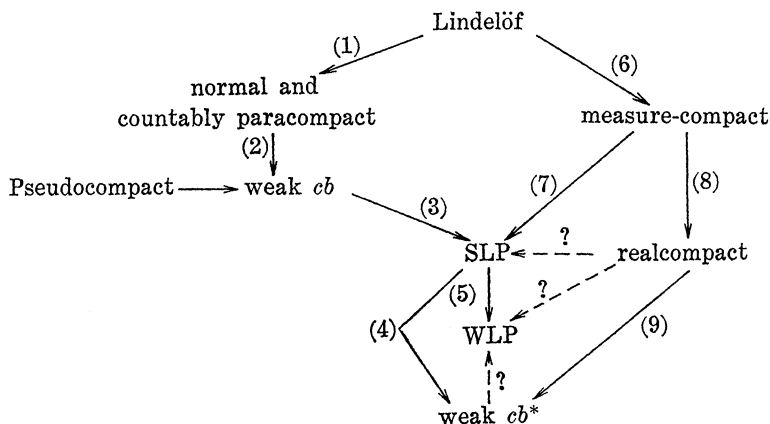 Lindelöf
(1)
(6)
normal and
countably paracompact
measure-compact
(2)
Pseudocompact
weak cb
(3)
(7)
(8)
?
SLP
realcompact
(5)
?
(4)
WLP
(9)
?
weak cb*